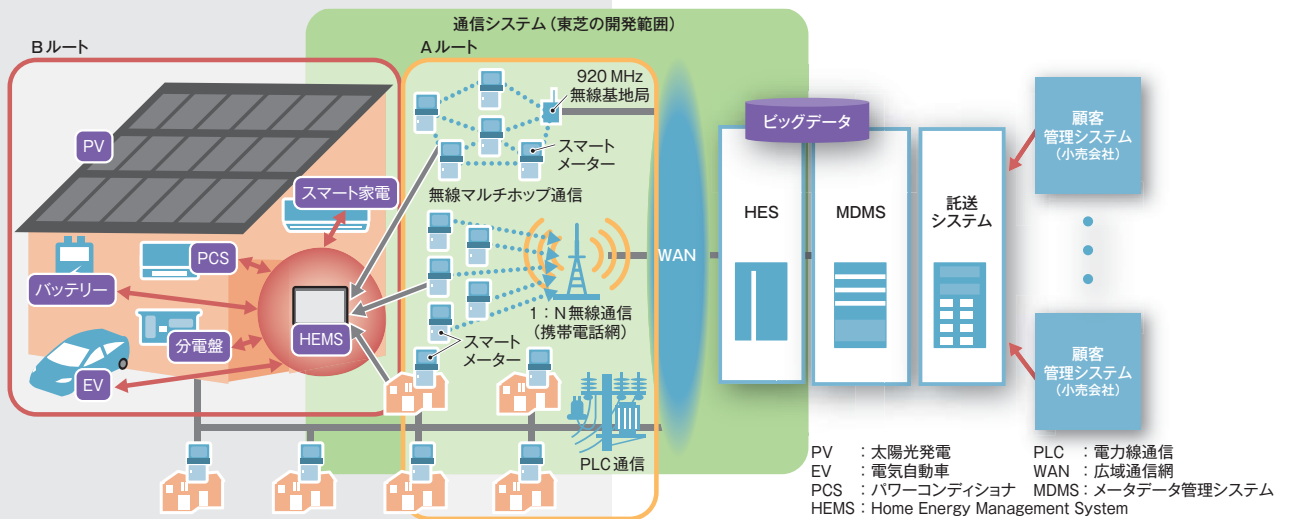 通信システム（東芝の開発範囲）
Bルート
Aルート
920 MHz
無線基地局
PV
スマート家電
スマート
メーター
無線マルチホップ通信
PCS
バッテリー
HEMS
分電盤
EV
1：N無線通信
（携帯電話網）
スマート
メーター
PLC通信
WAN
ビッグデータ
HES
MDMS
託送
システム
顧客
管理システム
（小売会社）
顧客
管理システム
（小売会社）
PV ：太陽光発電
EV ：電気自動車
PCS ：パワーコンディショナ
HEMS：Home Energy Management System
PLC ：電力線通信
WAN ：広域通信網
MDMS：メータデータ管理システム